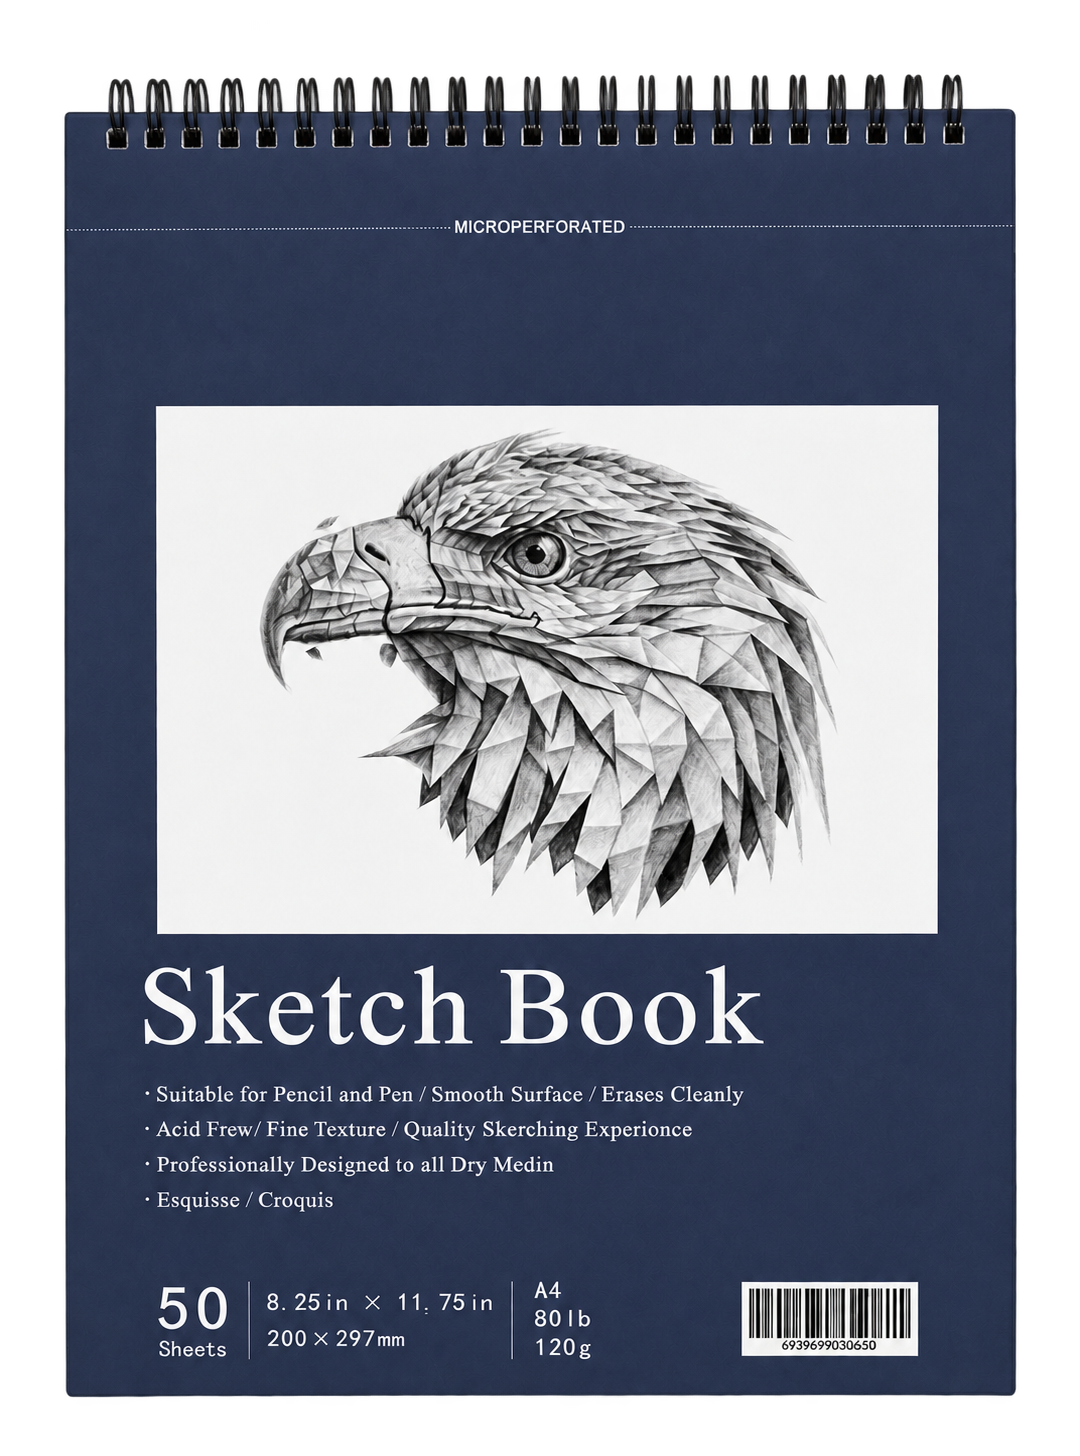 MICROPERFORATED
Sketch Book
· Suitable for Pencil and Pen / Smooth Surface / Erases Cleanly
· Acid Frew/ Fine Texture / Quality Skerching Experionce
· Professionally Designed to all Dry Medin
· Esquisse / Croquis
50
Sheets
8.25in × 11.75in
200×297mm
A4
80lb
120g
6939699030650